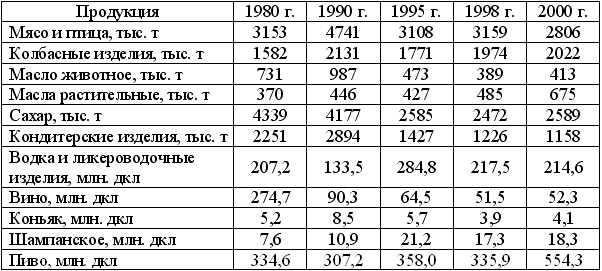 Продукция 1980 г. 1990 г. 1995 г. 1998 г. 2000 г.
Мясо и птица, тыс. т 3153 4741 3108 3159 2806
Колбасные изделия, тыс. т 1582 2131 1771 1974 2022
Масло животное, тыс. т 731 987 473 389 413
Масла растительные, тыс. т 370 446 427 485 675
Сахар, тыс. т 4339 4177 2585 2472 2589
Кондитерские изделия, тыс. т 2251 2894 1427 1226 1158
Водка и ликероводочные
изделия, млн. дкл 207,2 133,5 284,8 217,5 214,6
Вино, млн. дкл 274,7 90,3 64,5 51,5 52,3
Коньяк, млн. дкл 5,2 8,5 5,7 3,9 4,1
Шампанское, млн. дкл 7,6 10,9 21,2 17,3 18,3
Пиво, млн. дкл 334,6 307,2 358,0 335,9 554,3